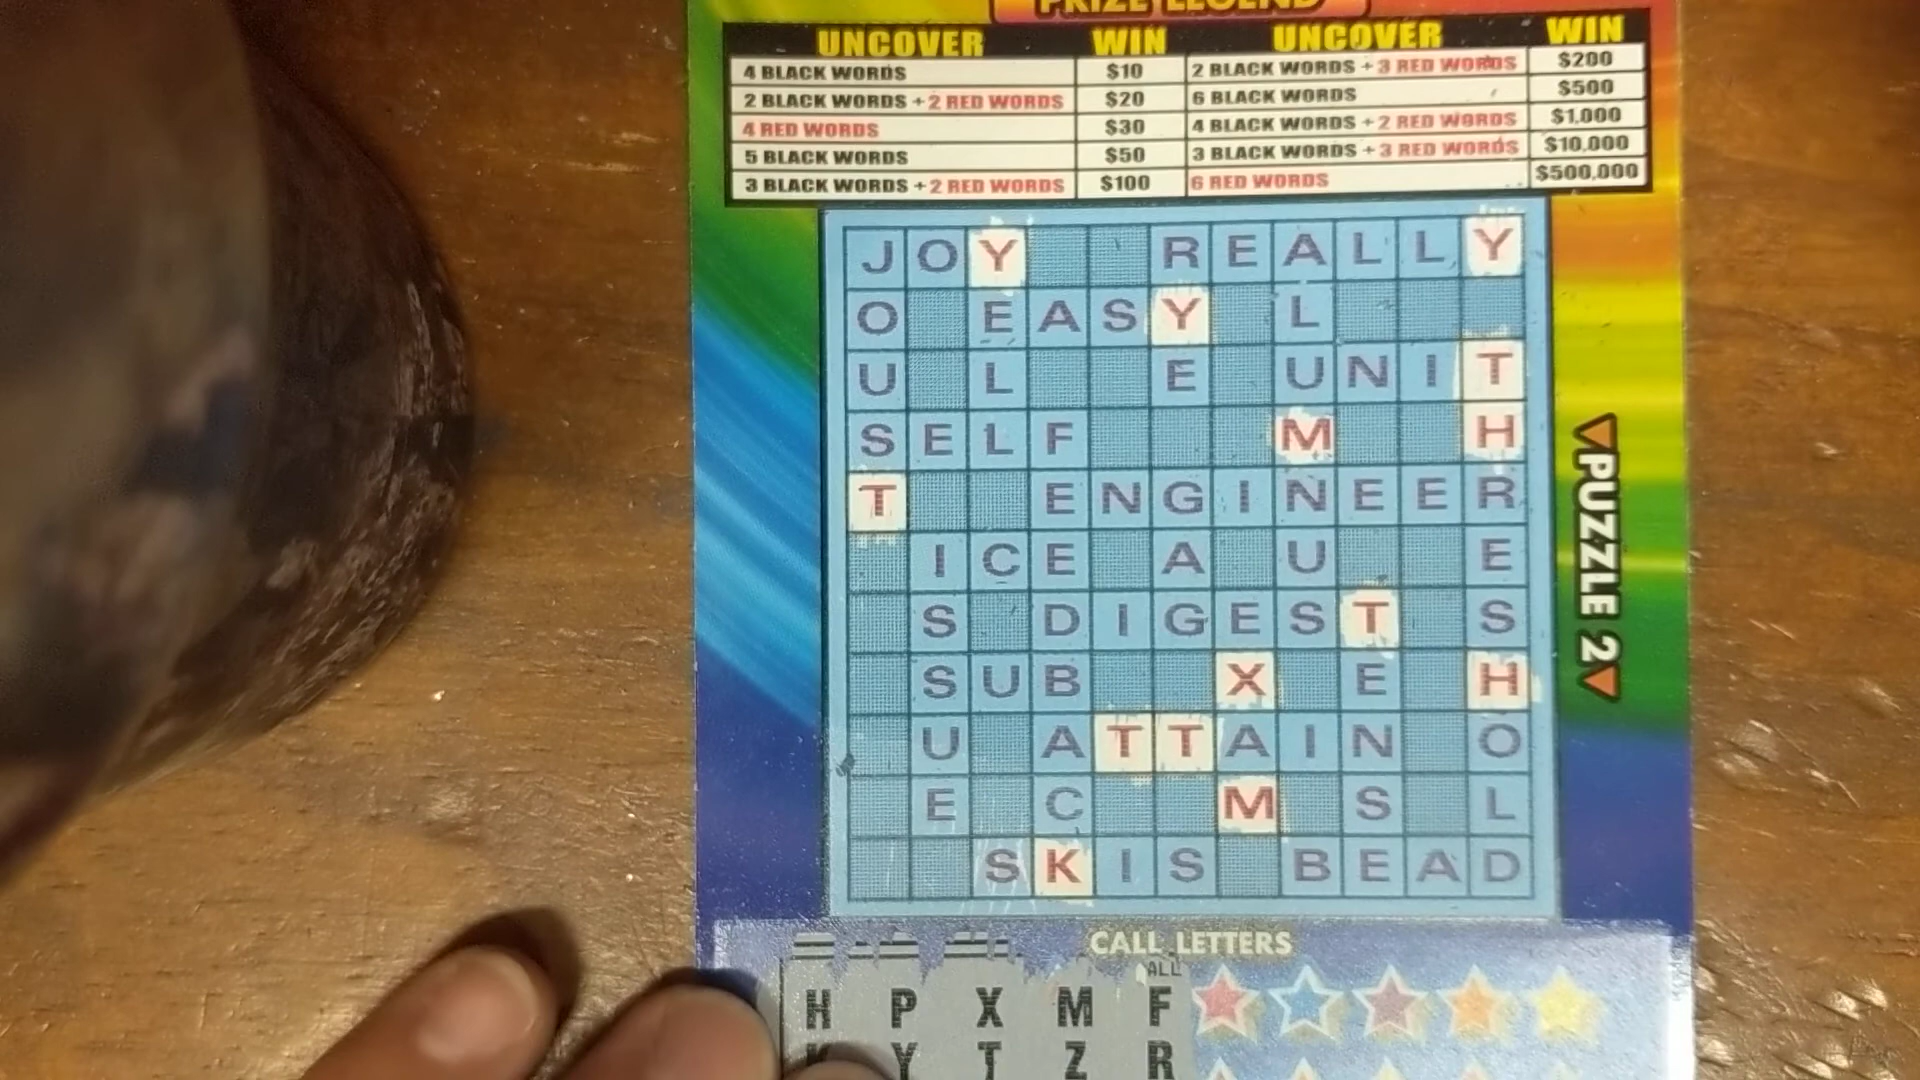 PRIZE LEGEND
UNCOVER WIN UNCOVER WIN
4 BLACK WORDS $10 2 BLACK WORDS + 3 RED WORDS $200
2 BLACK WORDS + 2 RED WORDS $20 6 BLACK WORDS $500
4 RED WORDS $30 4 BLACK WORDS + 2 RED WORDS $1,000
5 BLACK WORDS $50 3 BLACK WORDS + 3 RED WORDS $10,000
3 BLACK WORDS + 2 RED WORDS $100 6 RED WORDS $500,000
J O Y R E A L L Y
O E A S Y L
U L E U N I T
S E L F M H
T E N G I N E E R
I C E A U E
S D I G E S T S
S U B X E H
U A T T A I N O
E C M S L
S K I S B E A D
PUZZLE 2
CALL LETTERS
ALL
H P X M F
K Y T Z R